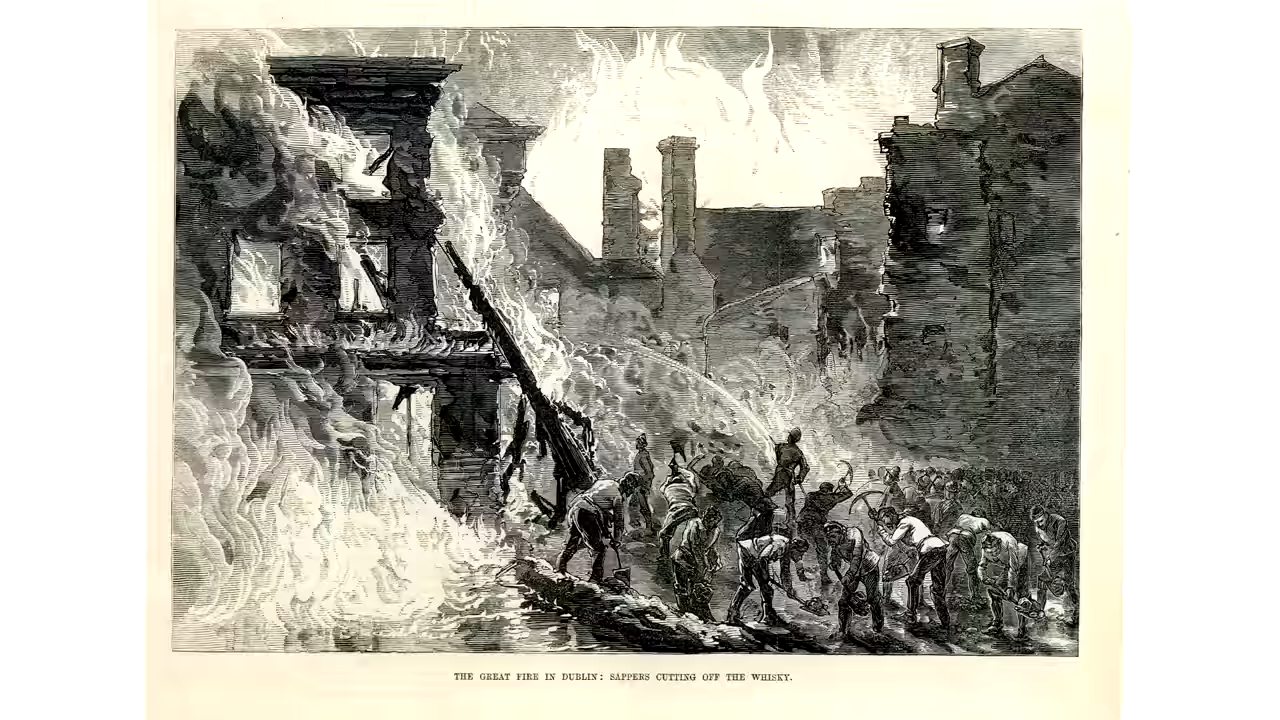 THE GREAT FIRE IN DUBLIN: SAPPERS CUTTING OFF THE WHISKY.